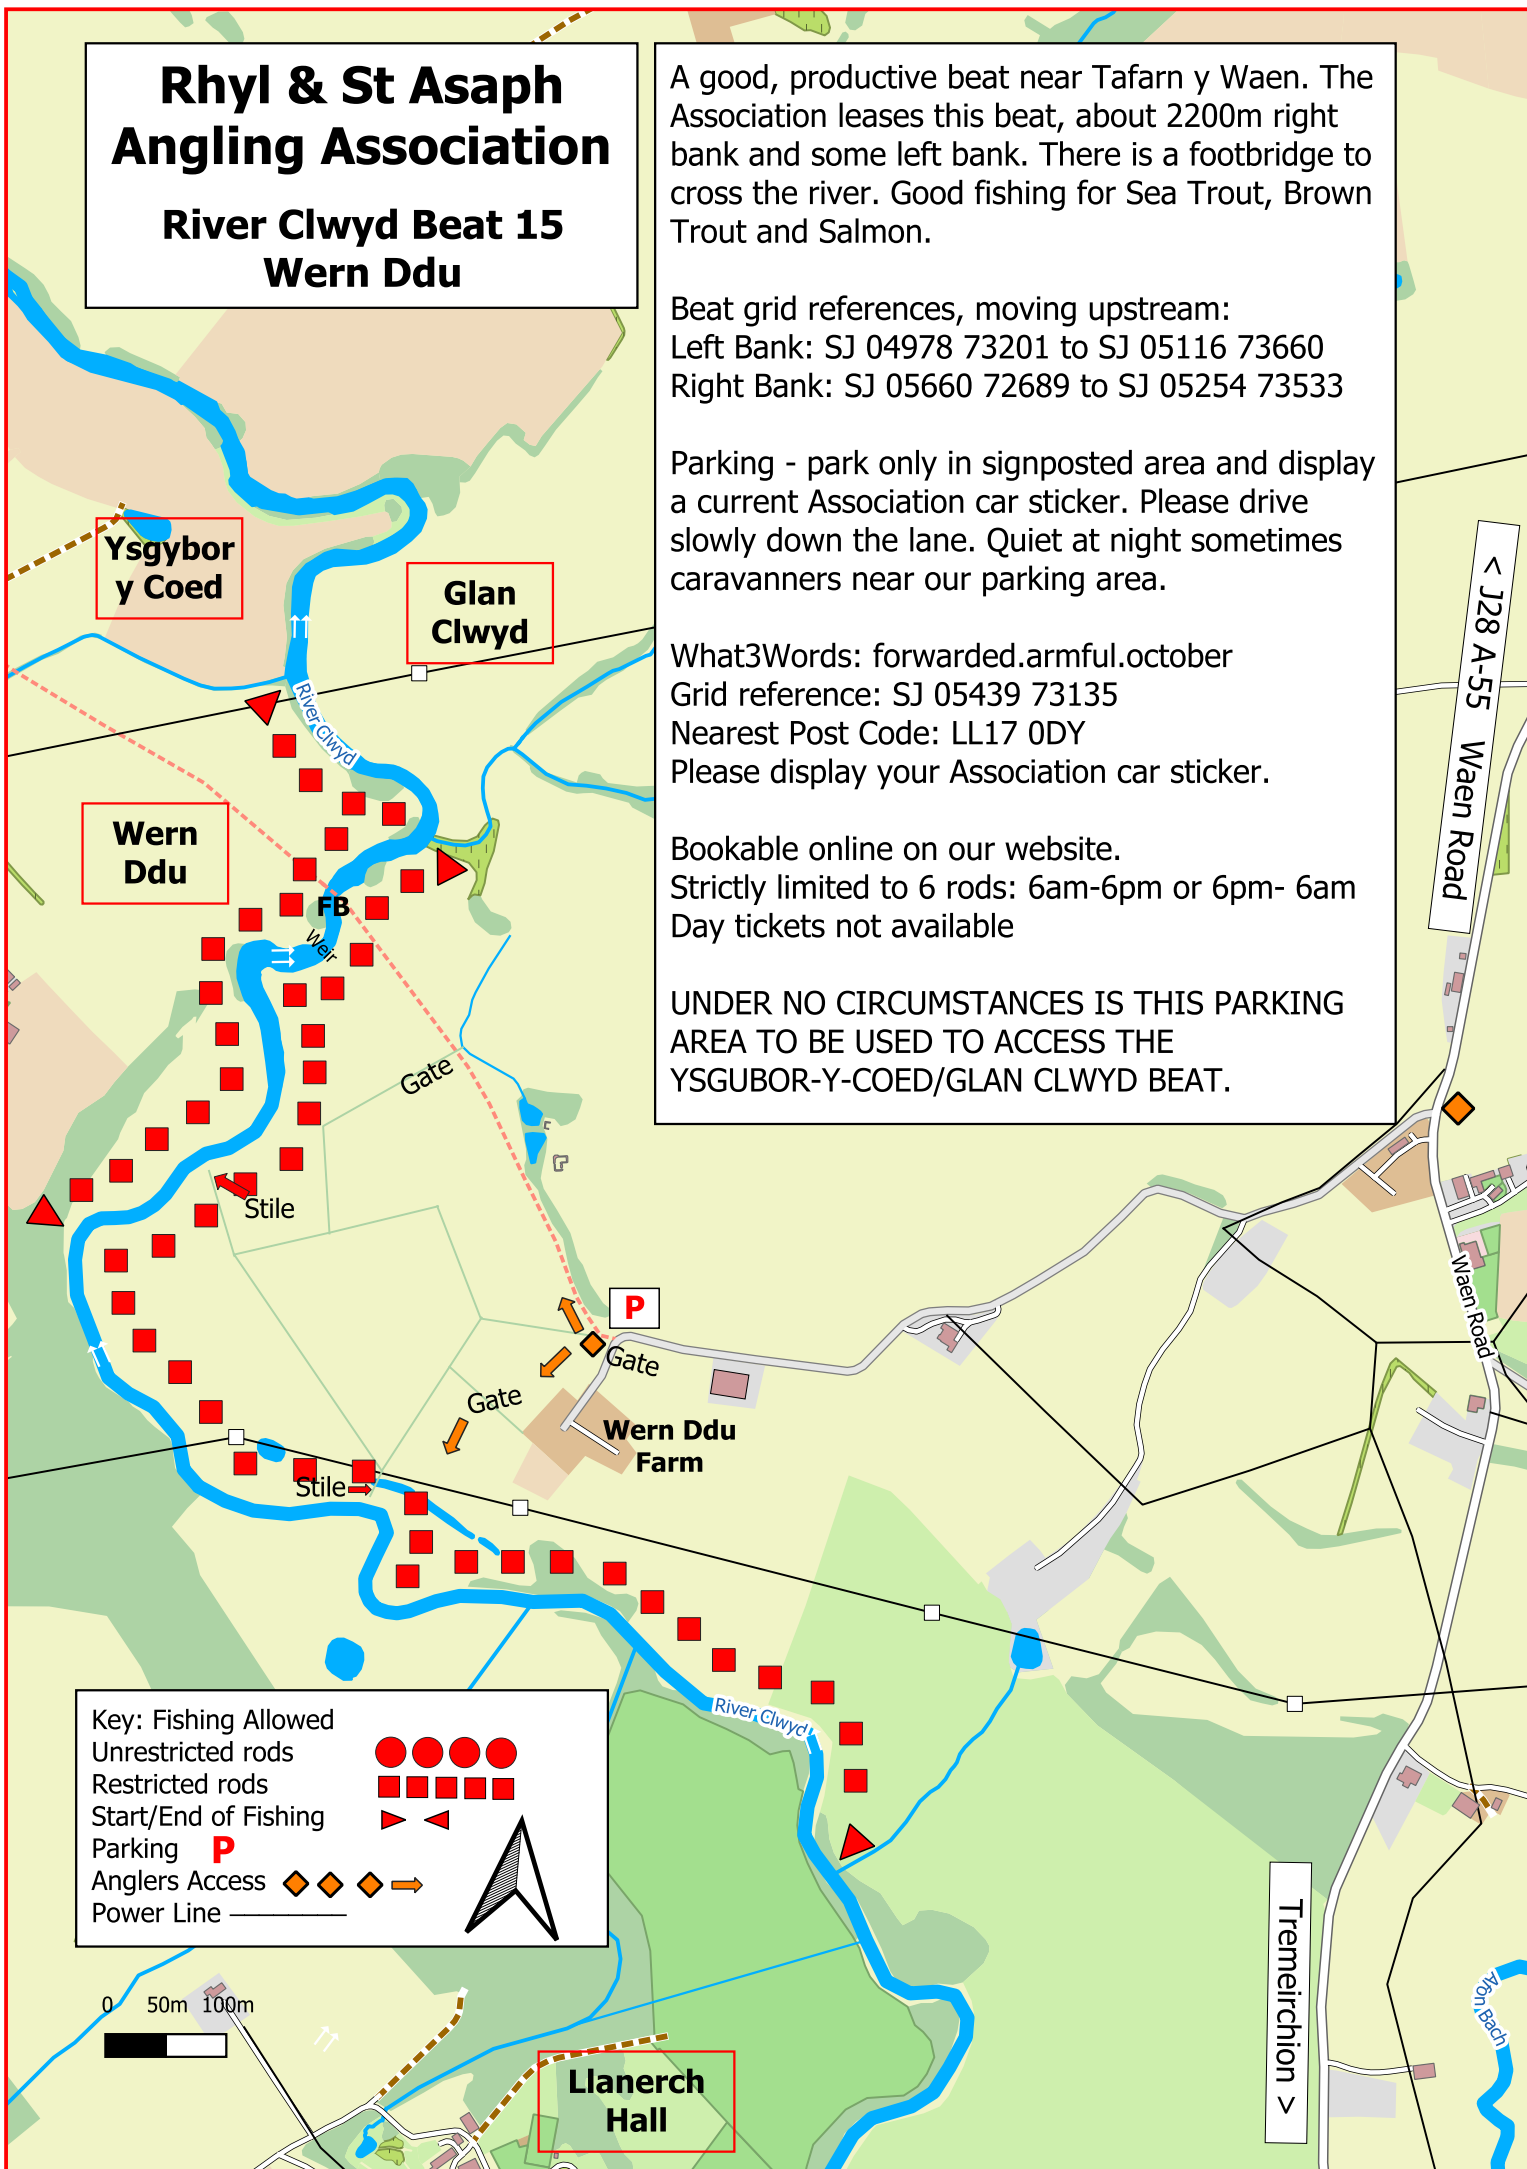 Rhyl & St Asaph
Angling Association
River Clwyd Beat 15
Wern Ddu
A good, productive beat near Tafarn y Waen. The
Association leases this beat, about 2200m right
bank and some left bank. There is a footbridge to
cross the river. Good fishing for Sea Trout, Brown
Trout and Salmon.
Beat grid references, moving upstream:
Left Bank: SJ 04978 73201 to SJ 05116 73660
Right Bank: SJ 05660 72689 to SJ 05254 73533
Parking - park only in signposted area and display
a current Association car sticker. Please drive
slowly down the lane. Quiet at night sometimes
caravanners near our parking area.
What3Words: forwarded.armful.october
Grid reference: SJ 05439 73135
Nearest Post Code: LL17 0DY
Please display your Association car sticker.
Bookable online on our website.
Strictly limited to 6 rods: 6am-6pm or 6pm- 6am
Day tickets not available
UNDER NO CIRCUMSTANCES IS THIS PARKING
AREA TO BE USED TO ACCESS THE
YSGUBOR-Y-COED/GLAN CLWYD BEAT.
Ysgybor
y Coed
Glan
Clwyd
< J28 A-55 Waen Road
River Clwyd
Wern
Ddu
FB
Weir
Gate
Stile
P
Gate
Waen Road
Gate
Wern Ddu
Farm
Stile
River Clwyd
Key: Fishing Allowed
Unrestricted rods
Restricted rods
Start/End of Fishing
Parking P
Anglers Access
Power Line
Tremeirchion >
Afon Bach
0 50m 100m
Llanerch
Hall